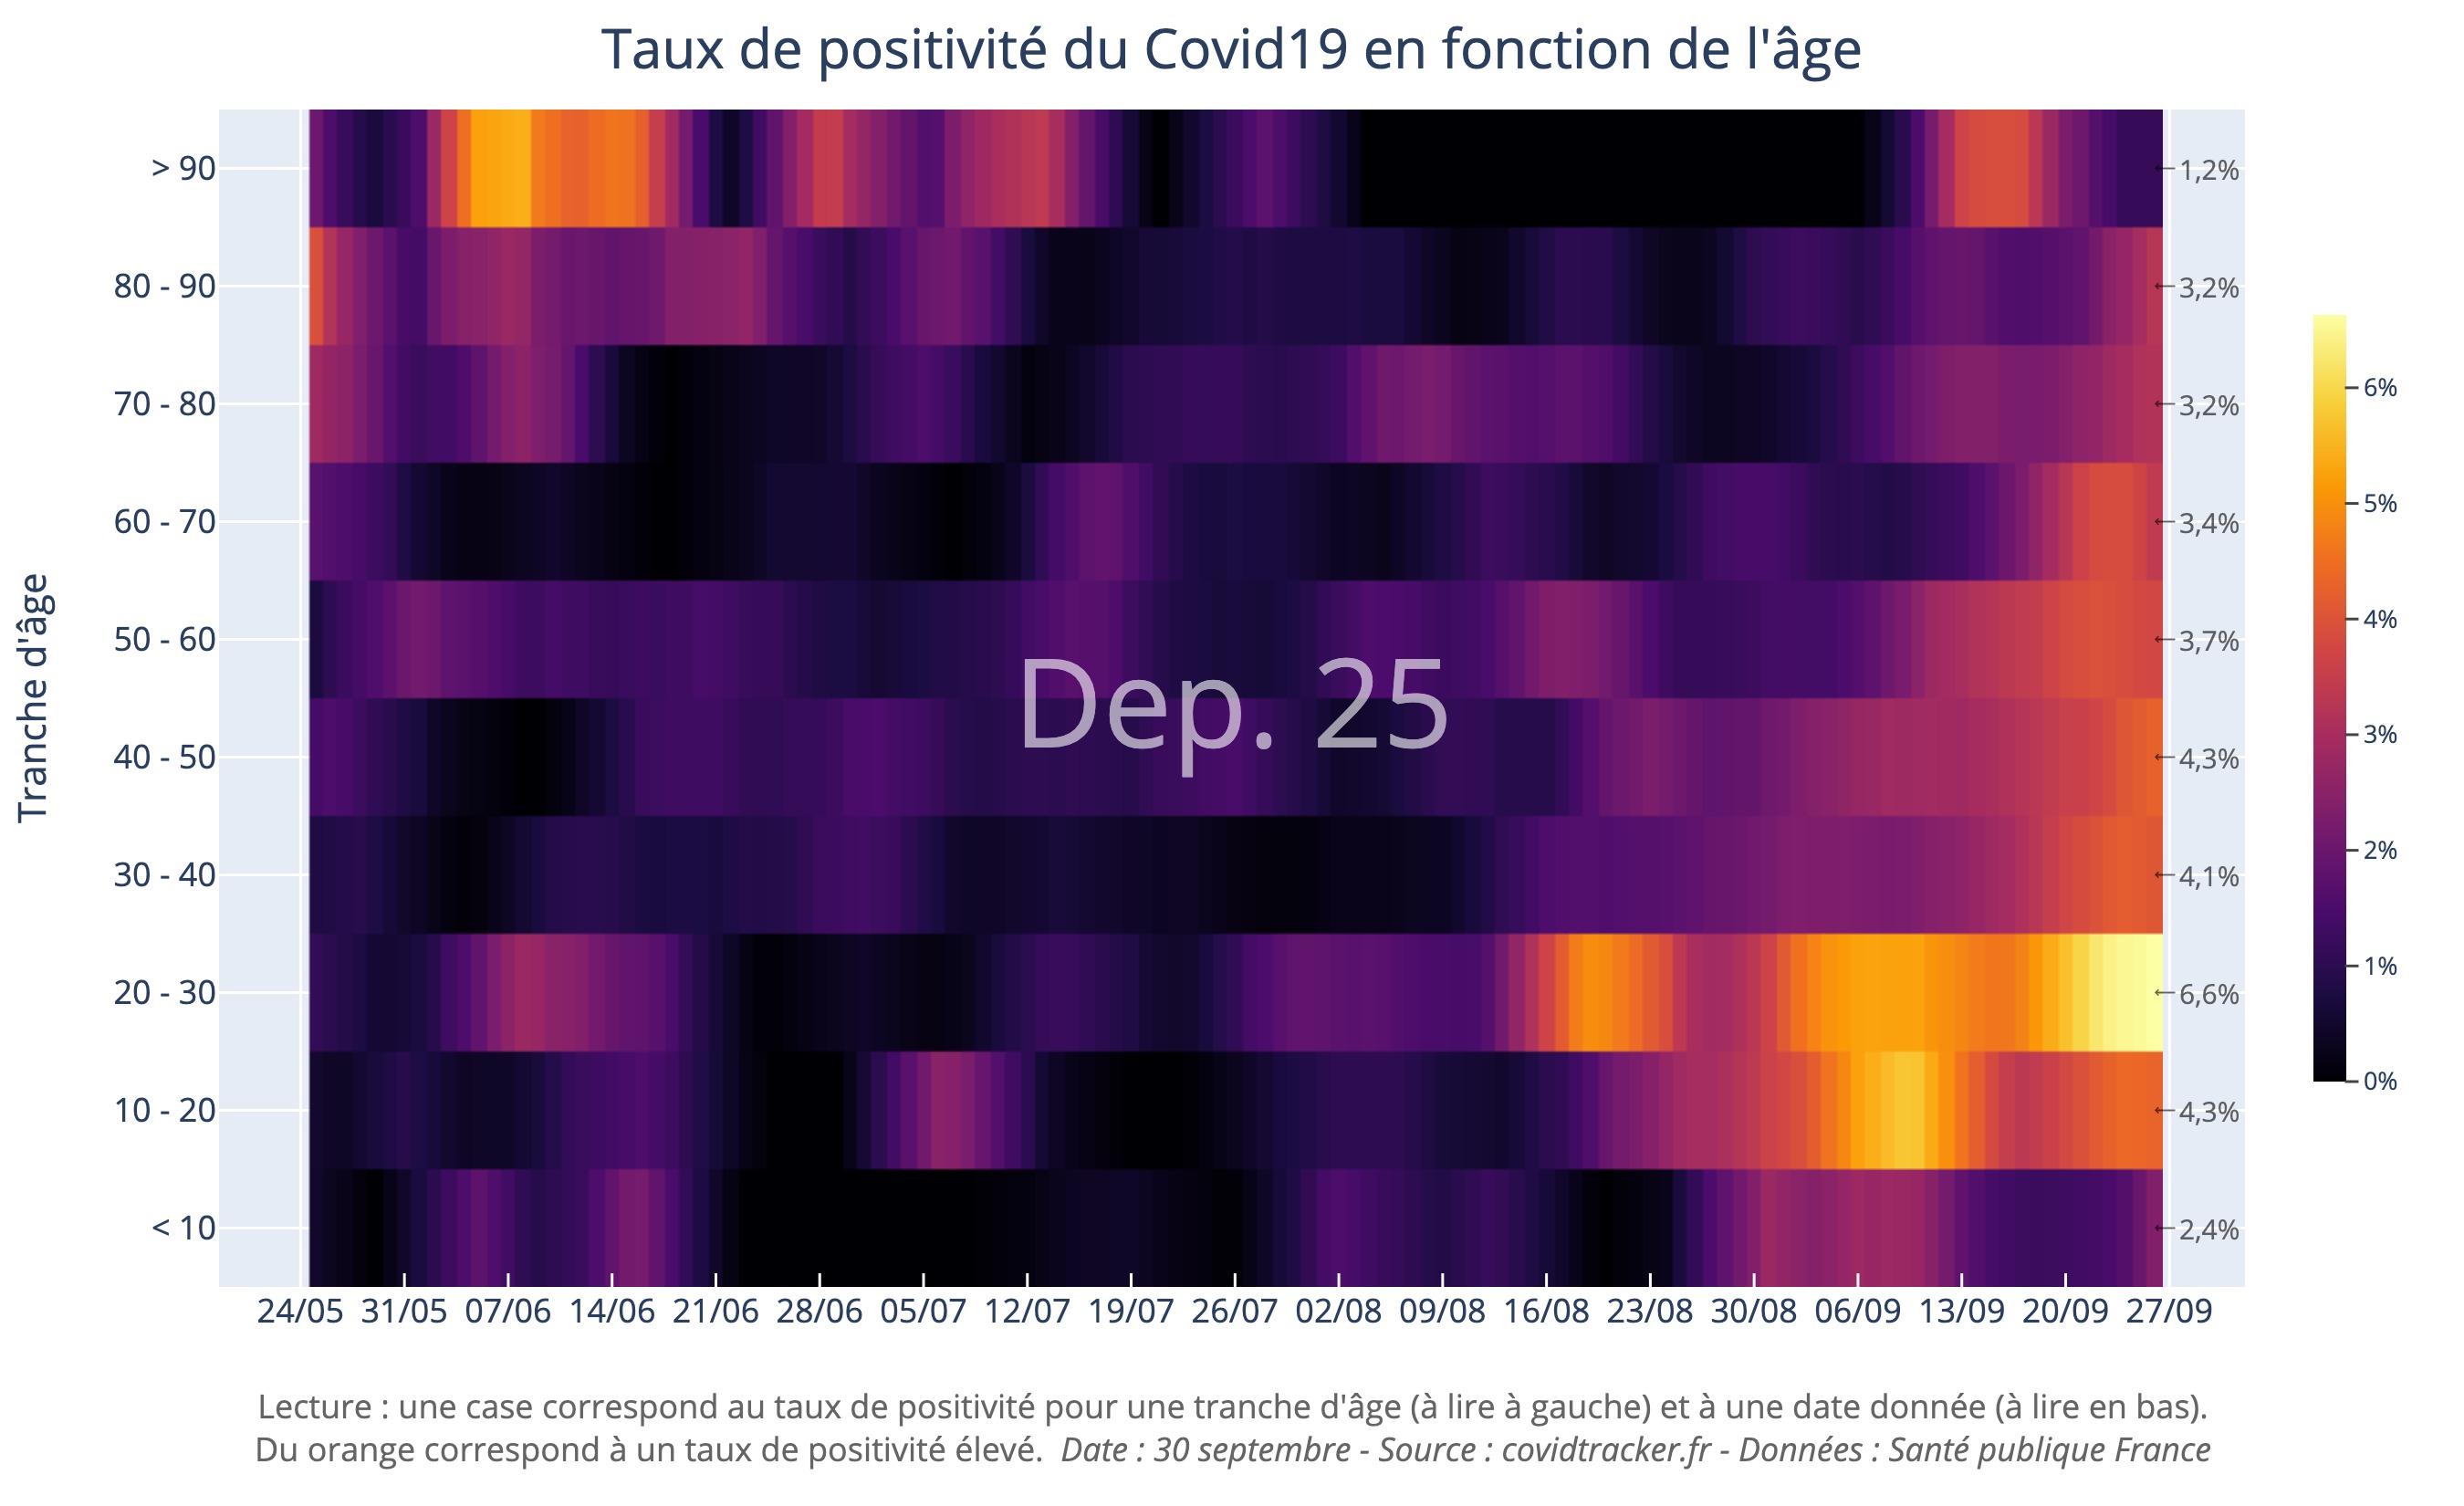 Taux de positivité du Covid19 en fonction de l'âge
Tranche d'âge
> 90
80 - 90
70 - 80
60 - 70
50 - 60
40 - 50
30 - 40
20 - 30
10 - 20
< 10
Dep. 25
1,2%
3,2%
3,2%
3,4%
3,7%
4,3%
4,1%
6,6%
4,3%
2,4%
6%
5%
4%
3%
2%
1%
0%
24/05 31/05 07/06 14/06 21/06 28/06 05/07 12/07 19/07 26/07 02/08 09/08 16/08 23/08 30/08 06/09 13/09 20/09 27/09
Lecture : une case correspond au taux de positivité pour une tranche d'âge (à lire à gauche) et à une date donnée (à lire en bas).
Du orange correspond à un taux de positivité élevé. Date : 30 septembre - Source : covidtracker.fr - Données : Santé publique France